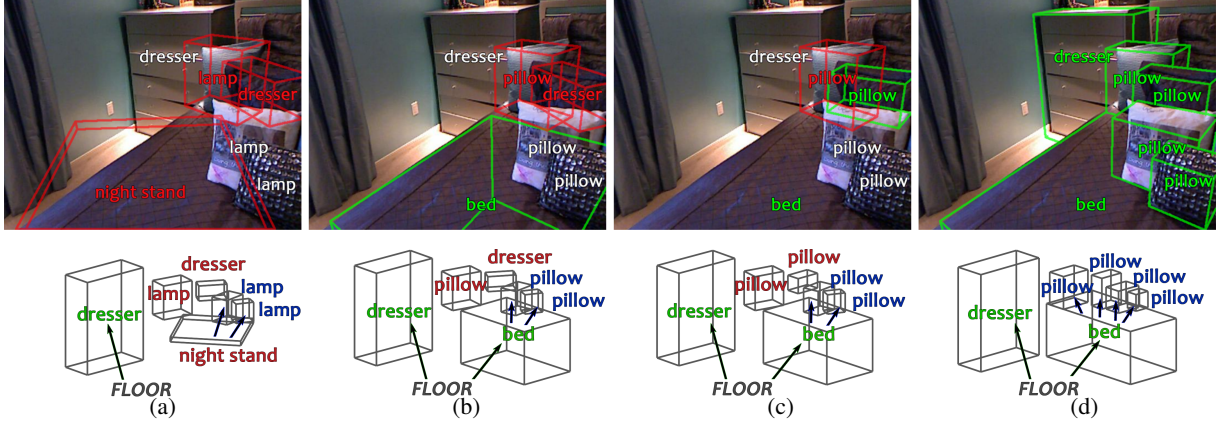 dresser
lamp
dresser
lamp
lamp
night stand
dresser
pillow
dresser
pillow
pillow
bed
dresser
pillow
pillow
pillow
pillow
bed
dresser
pillow
pillow
pillow
pillow
bed
dresser
lamp
lamp
lamp
dresser
night stand
FLOOR
(a)
dresser
pillow
pillow
pillow
dresser
bed
FLOOR
(b)
pillow
pillow
pillow
pillow
dresser
bed
FLOOR
(c)
pillow
pillow
pillow
pillow
dresser
bed
FLOOR
(d)